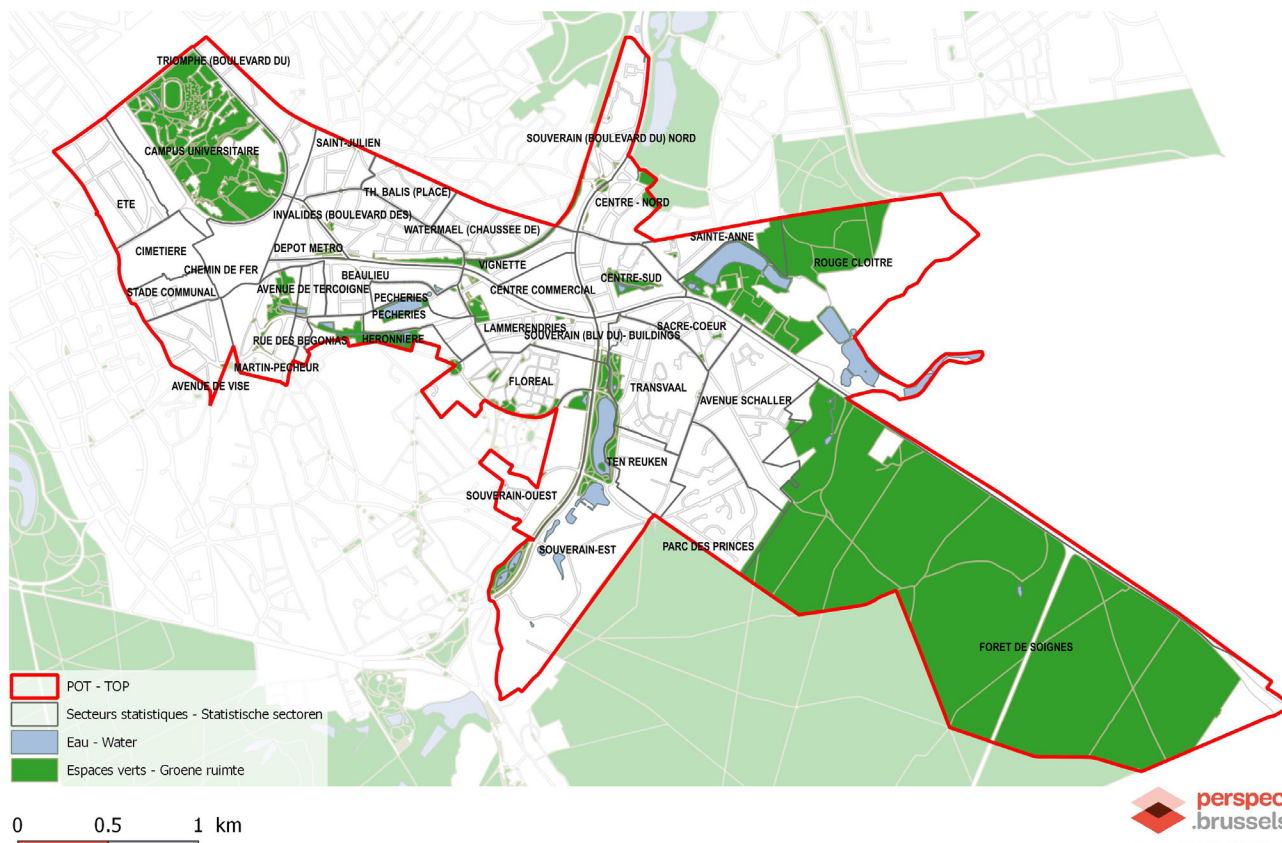 TRIOMPHE (BOULEVARD DU)
SOUVERAIN (BOULEVARD DU) NORD
SAINT-JULIEN
CAMPUS UNIVERSITAIRE
TH. BALIS (PLACE)
ETE
CENTRE - NORD
INVALIDES (BOULEVARD DES)
WATERMAEL (CHAUSSEE DE)
SAINTE-ANNE
CIMETIERE
DEPOT METRO
ROUGE CLOITRE
VIGNETTE
CHEMIN DE FER
BEAULIEU
CENTRE-SUD
STADE COMMUNAL
AVENUE DE TERCOIGNE
CENTRE COMMERCIAL
PECHERIES
PECHERIES
LAMMERENDRIES
SACRE-COEUR
SOUVERAIN (BLV DU)- BUILDINGS
RUE DES BEGONIAS
HERONNIERE
MARTIN-PECHEUR
AVENUE DE VISE
FLOREAL
TRANSVAAL
AVENUE SCHALLER
TEN REUKEN
SOUVERAIN-OUEST
SOUVERAIN-EST
PARC DES PRINCES
FORET DE SOIGNES
POT - TOP
Secteurs statistiques - Statistische sectoren
Eau - Water
Espaces verts - Groene ruimte
0 0.5 1 km
perspec
.brussels